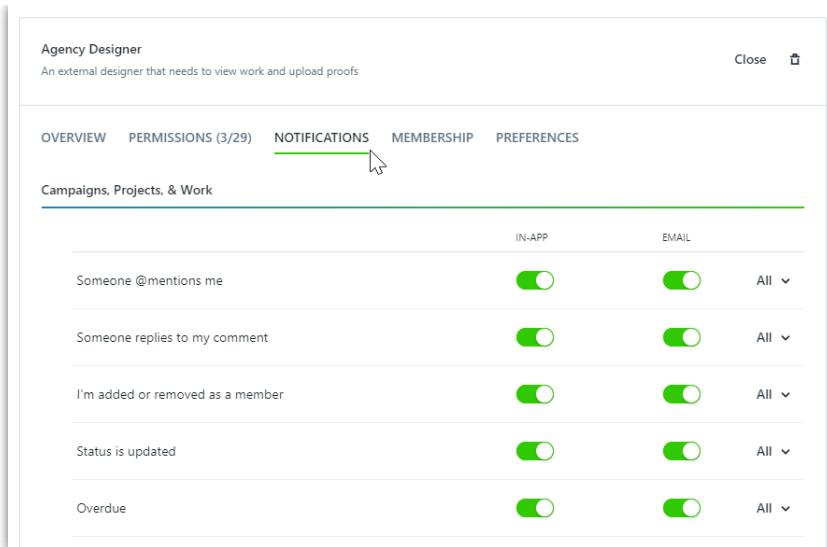 Agency Designer
An external designer that needs to view work and upload proofs
Close
OVERVIEW PERMISSIONS (3/29) NOTIFICATIONS MEMBERSHIP PREFERENCES
Campaigns, Projects, & Work
IN-APP EMAIL
Someone @mentions me All
Someone replies to my comment All
I'm added or removed as a member All
Status is updated All
Overdue All